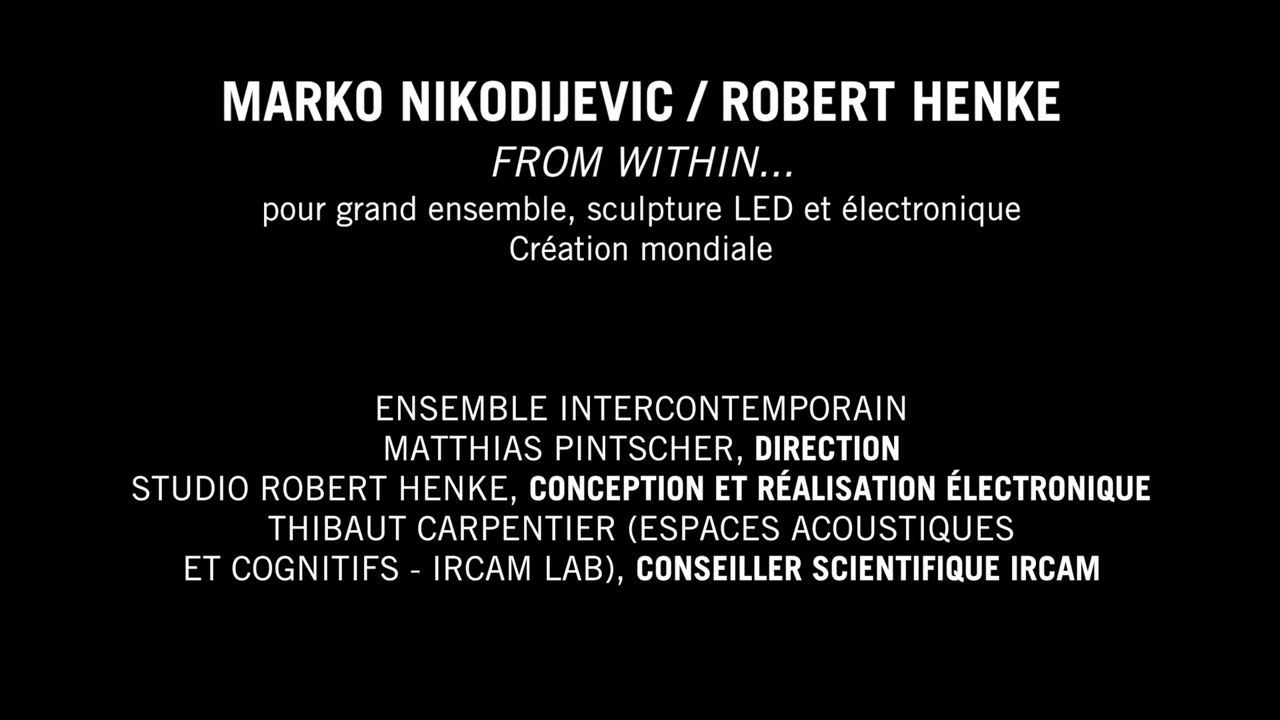 MARKO NIKODIJEVIC / ROBERT HENKE
FROM WITHIN...
pour grand ensemble, sculpture LED et électronique
Création mondiale
ENSEMBLE INTERCONTEMPORAIN
MATTHIAS PINTSCHER, DIRECTION
STUDIO ROBERT HENKE, CONCEPTION ET RÉALISATION ÉLECTRONIQUE
THIBAUT CARPENTIER (ESPACES ACOUSTIQUES
ET COGNITIFS - IRCAM LAB), CONSEILLER SCIENTIFIQUE IRCAM